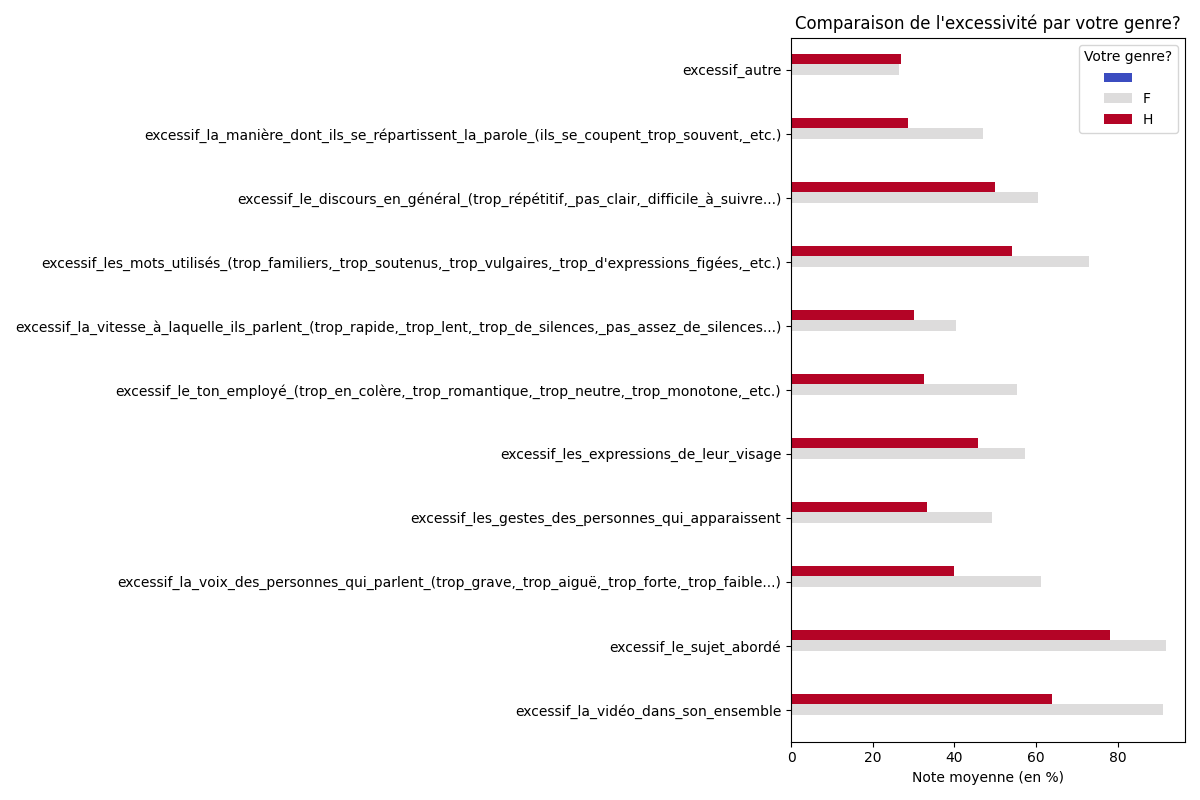 Comparaison de l'excessivité par votre genre?
Votre genre?
F
H
excessif_autre
excessif_la_manière_dont_ils_se_répartissent_la_parole_(ils_se_coupent_trop_souvent,_etc.)
excessif_le_discours_en_général_(trop_répétitif,_pas_clair,_difficile_à_suivre...)
excessif_les_mots_utilisés_(trop_familiers,_trop_soutenus,_trop_vulgaires,_trop_d'expressions_figées,_etc.)
excessif_la_vitesse_à_laquelle_ils_parlent_(trop_rapide,_trop_lent,_trop_de_silences,_pas_assez_de_silences...)
excessif_le_ton_employé_(trop_en_colère,_trop_romantique,_trop_neutre,_trop_monotone,_etc.)
excessif_les_expressions_de_leur_visage
excessif_les_gestes_des_personnes_qui_apparaissent
excessif_la_voix_des_personnes_qui_parlent_(trop_grave,_trop_aiguë,_trop_forte,_trop_faible...)
excessif_le_sujet_abordé
excessif_la_vidéo_dans_son_ensemble
0 20 40 60 80
Note moyenne (en %)